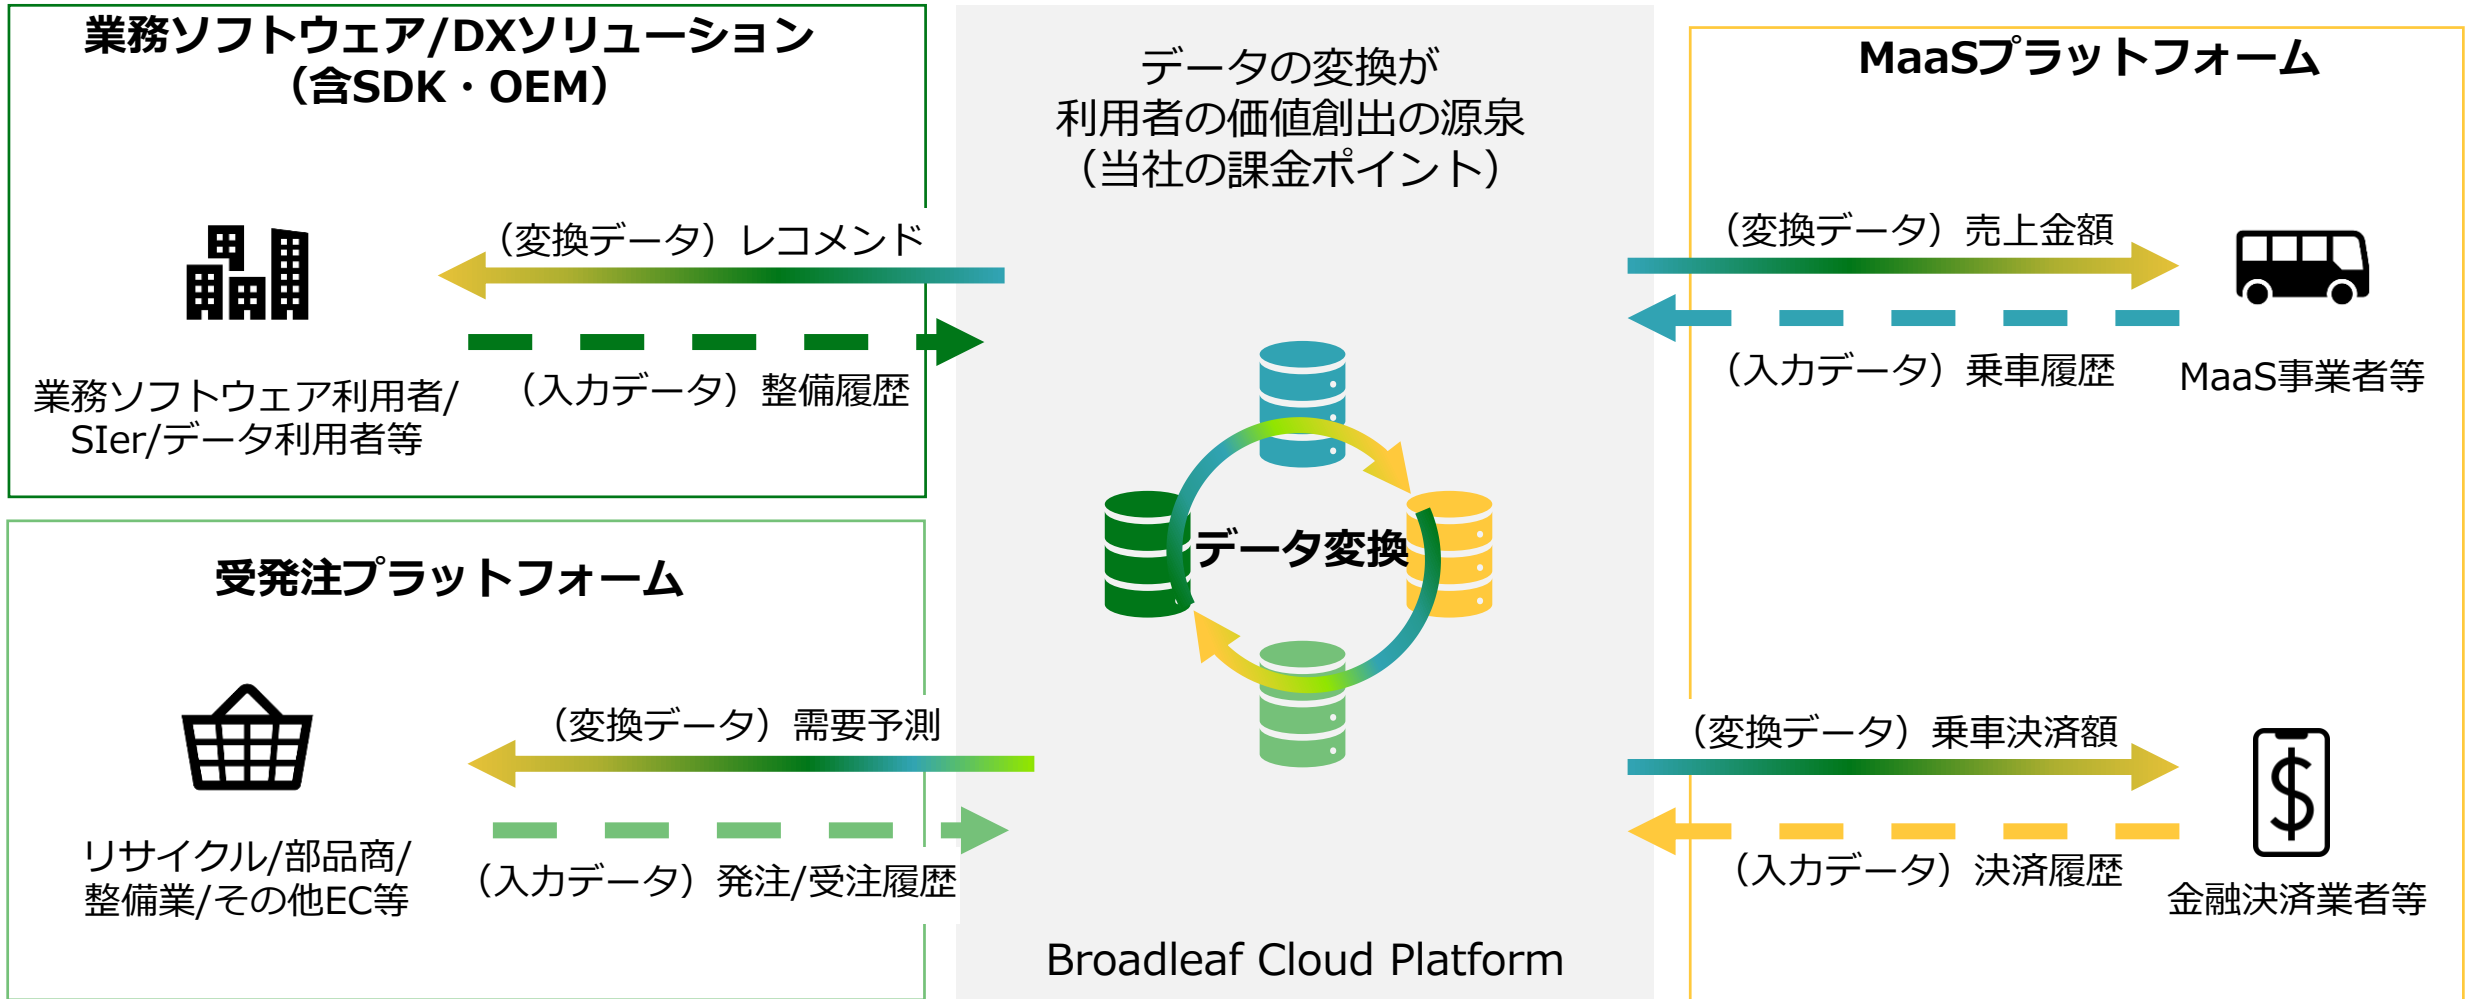 業務ソフトウェア/DXソリューション
（含SDK・OEM）
（変換データ）レコメンド
（入力データ）整備履歴
業務ソフトウェア利用者/
SIer/データ利用者等
受発注プラットフォーム
（変換データ）需要予測
（入力データ）発注/受注履歴
リサイクル/部品商/
整備業/その他EC等
データの変換が
利用者の価値創出の源泉
（当社の課金ポイント）
データ変換
Broadleaf Cloud Platform
MaaSプラットフォーム
（変換データ）売上金額
（入力データ）乗車履歴
MaaS事業者等
（変換データ）乗車決済額
（入力データ）決済履歴
金融決済業者等